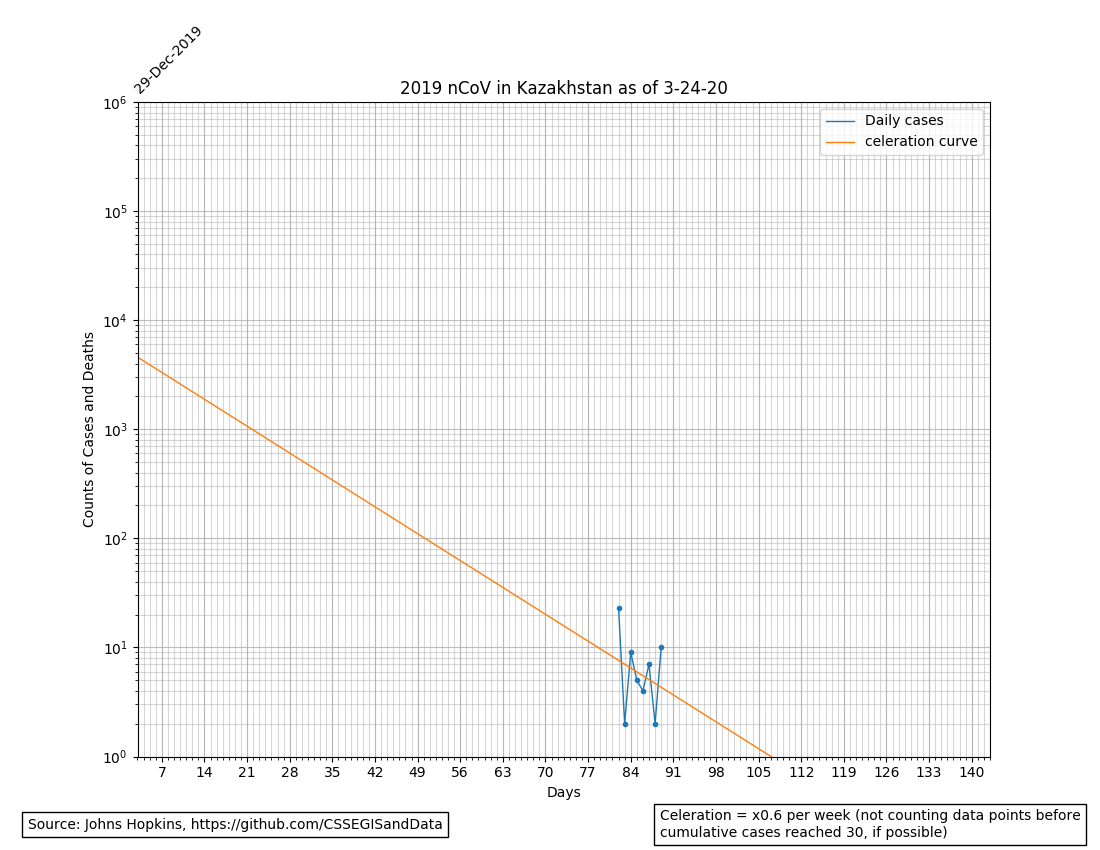 29-Dec-2019
2019 nCoV in Kazakhstan as of 3-24-20
Daily cases
celeration curve
10^6
10^5
10^4
10^3
10^2
10^1
10^0
Counts of Cases and Deaths
7 14 21 28 35 42 49 56 63 70 77 84 91 98 105 112 119 126 133 140
Days
Source: Johns Hopkins, https://github.com/CSSEGISandData
Celeration = x0.6 per week (not counting data points before
cumulative cases reached 30, if possible)